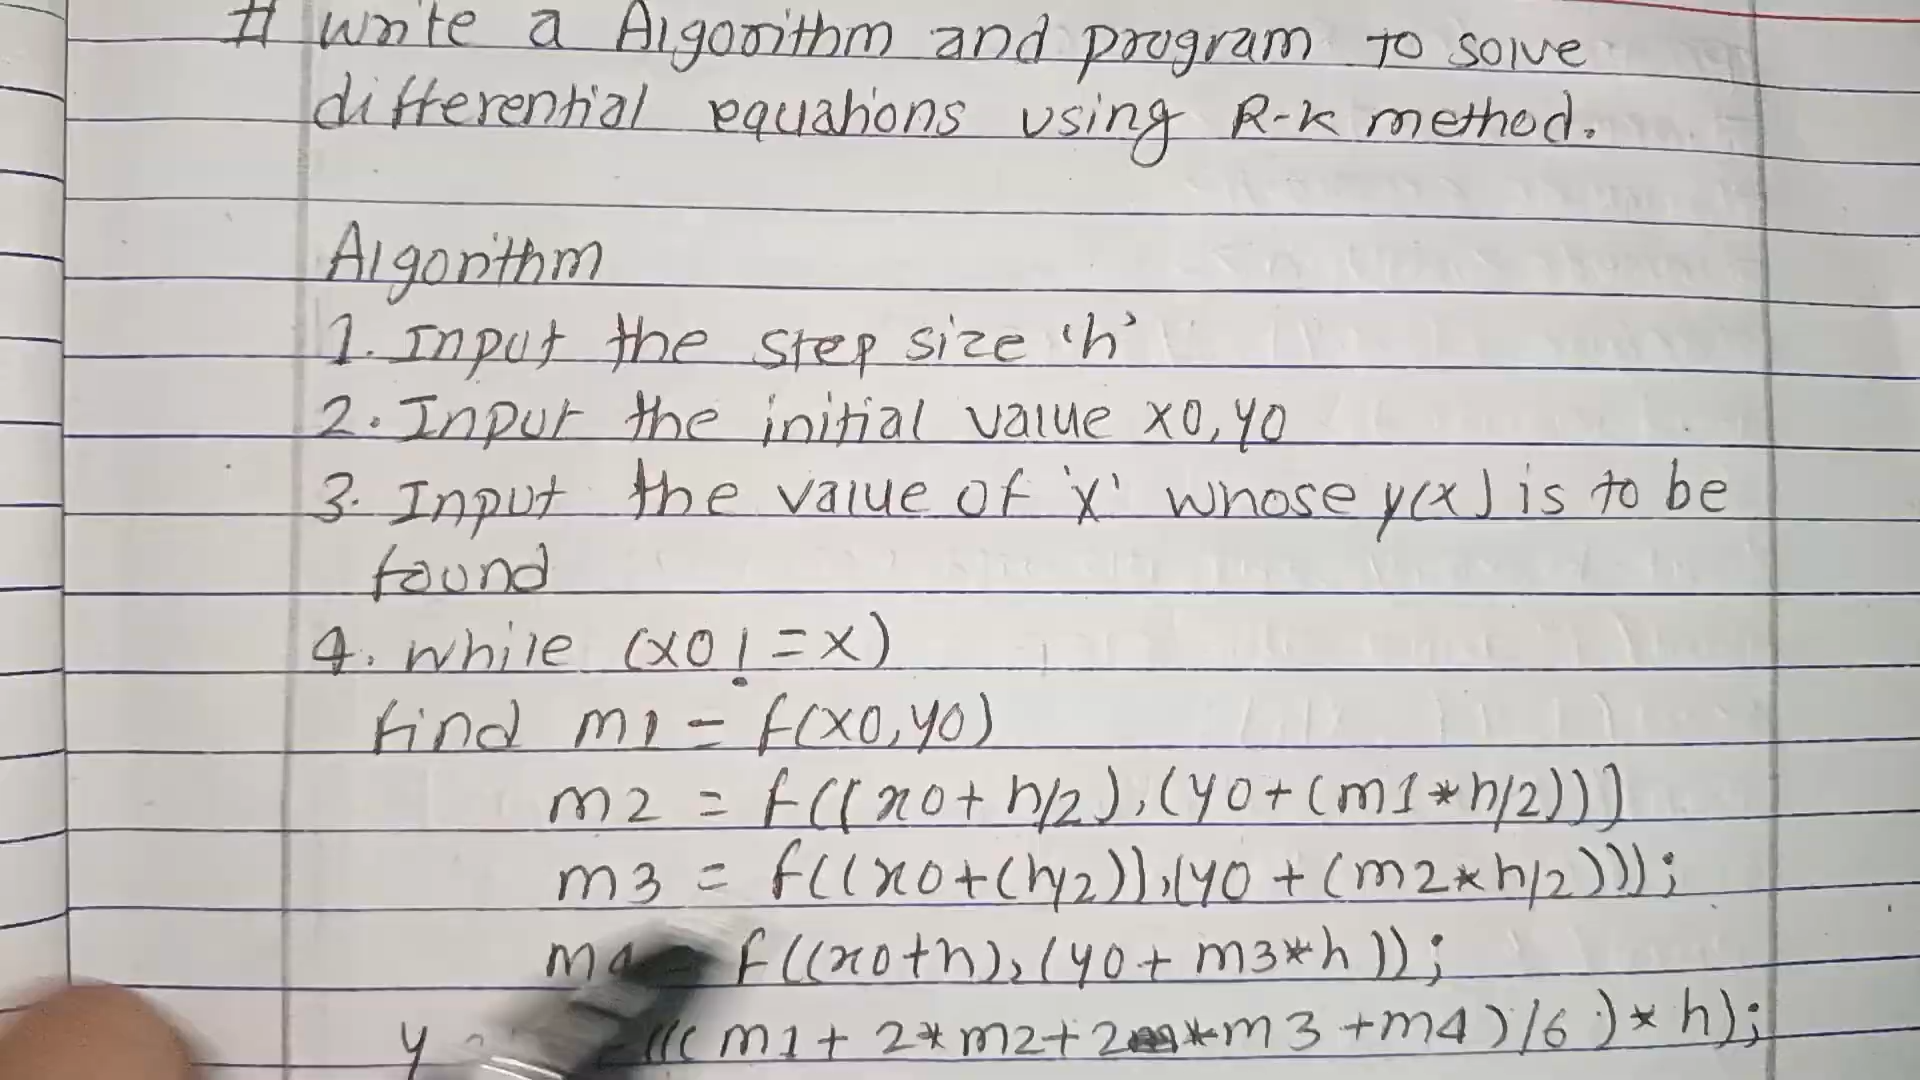 # write a Algorithm and program to solve
differential equations using R-K method.
Algorithm
1. Input the step size 'h'
2. Input the initial value x0,y0
3. Input the value of 'x' whose y(x) is to be
found
4. while (x0!=x)
find m1 = f(x0,y0)
m2 = f((x0+h/2),(y0+(m1*h/2)))
m3 = f((x0+(h/2)),(y0+(m2*h/2)));
m4 = f((x0+h),(y0+m3*h));
y (((m1+2*m2+2*m3+m4)/6)*h);